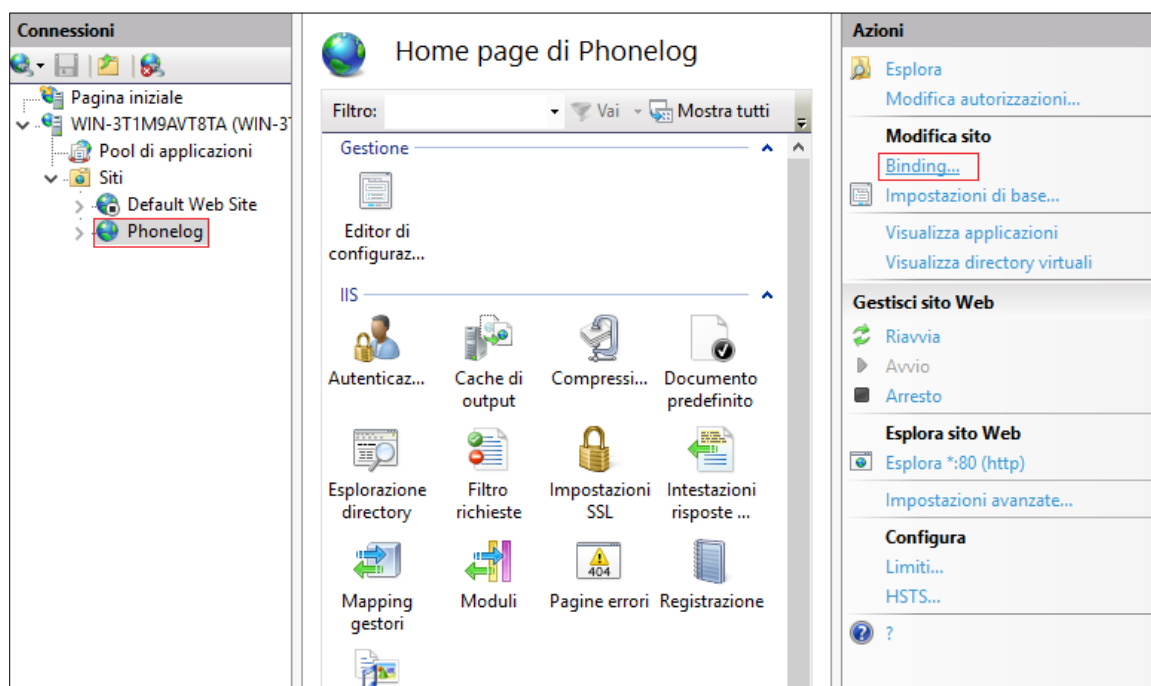 Connessioni
Pagina iniziale
WIN-3T1M9AVT8TA (WIN-3T
Pool di applicazioni
Siti
Default Web Site
Phonelog
Home page di Phonelog
Filtro:
Vai
Mostra tutti
Gestione
Editor di
configuraz...
IIS
Autenticaz...
Cache di
output
Compressi...
Documento
predefinito
Esplorazione
directory
Filtro
richieste
Impostazioni
SSL
Intestazioni
risposte ...
404
Mapping
gestori
Moduli
Pagine errori
Registrazione
Azioni
Esplora
Modifica autorizzazioni...
Modifica sito
Binding...
Impostazioni di base...
Visualizza applicazioni
Visualizza directory virtuali
Gestisci sito Web
Riavvia
Avvio
Arresto
Esplora sito Web
Esplora *:80 (http)
Impostazioni avanzate...
Configura
Limiti...
HSTS...
?